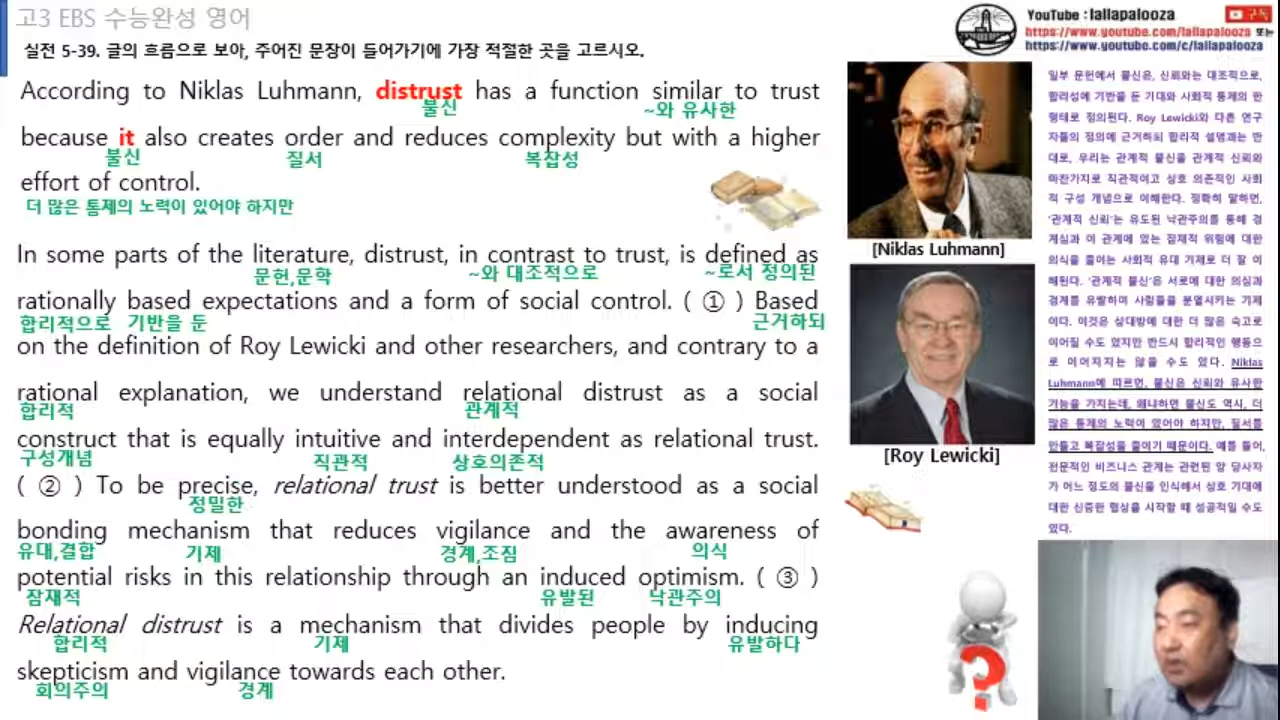 고3 EBS 수능완성 영어
실전 5-39. 글의 흐름으로 보아, 주어진 문장이 들어가기에 가장 적절한 곳을 고르시오.
YouTube : lallapalooza 구독
https://www.youtube.com/lallapalooza 또는
https://www.youtube.com/c/lallapalooza
According to Niklas Luhmann, distrust has a function similar to trust
불신 ~와 유사한
because it also creates order and reduces complexity but with a higher
불신 질서 복잡성
effort of control.
더 많은 통제의 노력이 있어야 하지만
In some parts of the literature, distrust, in contrast to trust, is defined as
문헌,문학 ~와 대조적으로 ~로서 정의된
rationally based expectations and a form of social control. ( ① ) Based
합리적으로 기반을 둔 근거하되
on the definition of Roy Lewicki and other researchers, and contrary to a
rational explanation, we understand relational distrust as a social
합리적 관계적
construct that is equally intuitive and interdependent as relational trust.
구성개념 직관적 상호의존적
( ② ) To be precise, relational trust is better understood as a social
정밀한
bonding mechanism that reduces vigilance and the awareness of
유대,결합 기제 경계,조짐 의식
potential risks in this relationship through an induced optimism. ( ③ )
잠재적 유발된 낙관주의
Relational distrust is a mechanism that divides people by inducing
합리적 기제 유발하다
skepticism and vigilance towards each other.
회의주의 경계
[Niklas Luhmann]
[Roy Lewicki]
일부 문헌에서 불신은, 신뢰와는 대조적으로,
합리성에 기반을 둔 기대와 사회적 통제의 한
형태로 정의된다. Roy Lewicki와 다른 연구
자들의 정의에 근거하되 합리적 설명과는 반
대로, 우리는 관계적 불신을 관계적 신뢰와
마찬가지로 직관적이고 상호 의존적인 사회
적 구성 개념으로 이해한다. 정확히 말하면,
‘관계적 신뢰’는 유도된 낙관주의를 통해 경
계심과 이 관계에 있는 잠재적 위험에 대한
의식을 줄이는 사회적 유대 기제로 더 잘 이
해된다. ‘관계적 불신’은 서로에 대한 의심과
경계를 유발하여 사람들을 분열시키는 기제
이다. 이것은 상대방에 대한 더 많은 숙고로
이어질 수도 있지만 반드시 합리적인 행동으
로 이어지지는 않을 수도 있다. Niklas
Luhmann에 따르면, 불신은 신뢰와 유사한
기능을 가지는데, 왜냐하면 불신도 역시, 더
많은 통제의 노력이 있어야 하지만, 질서를
만들고 복잡성을 줄이기 때문이다. 예를 들어,
전문적인 비즈니스 관계는 관련된 양 당사자
가 어느 정도의 불신을 인식해서 상호 기대에
대한 신중한 협상을 시작할 때 성공적일 수도
있다.